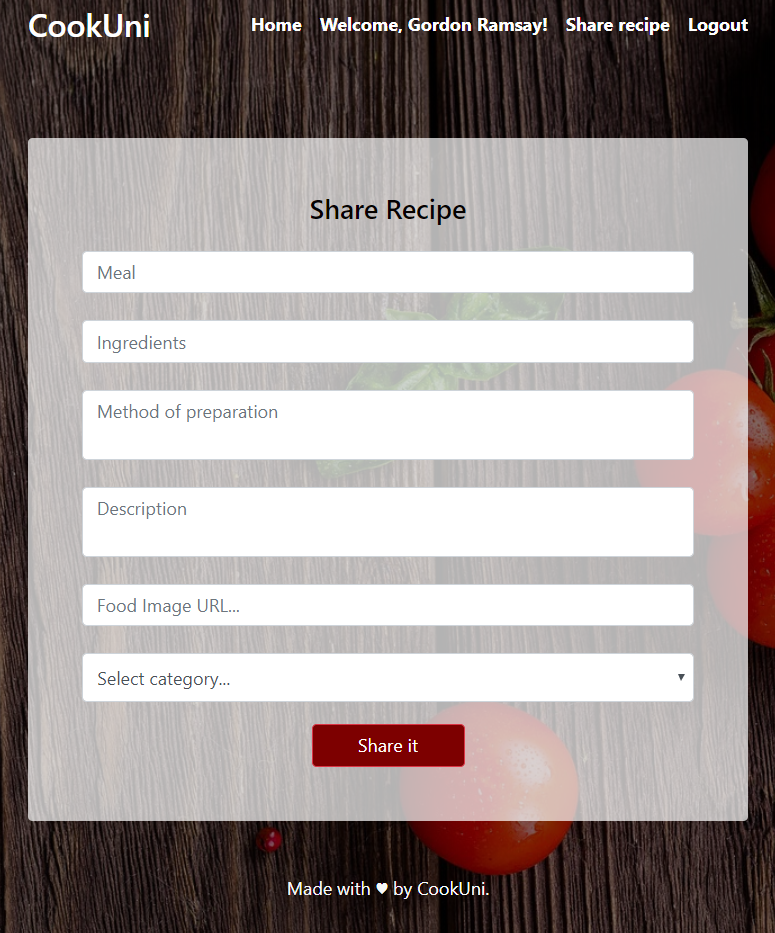 CookUni Home Welcome, Gordon Ramsay! Share recipe Logout
Share Recipe
Meal
Ingredients
Method of preparation
Description
Food Image URL...
Select category...
Share it
Made with ♥ by CookUni.